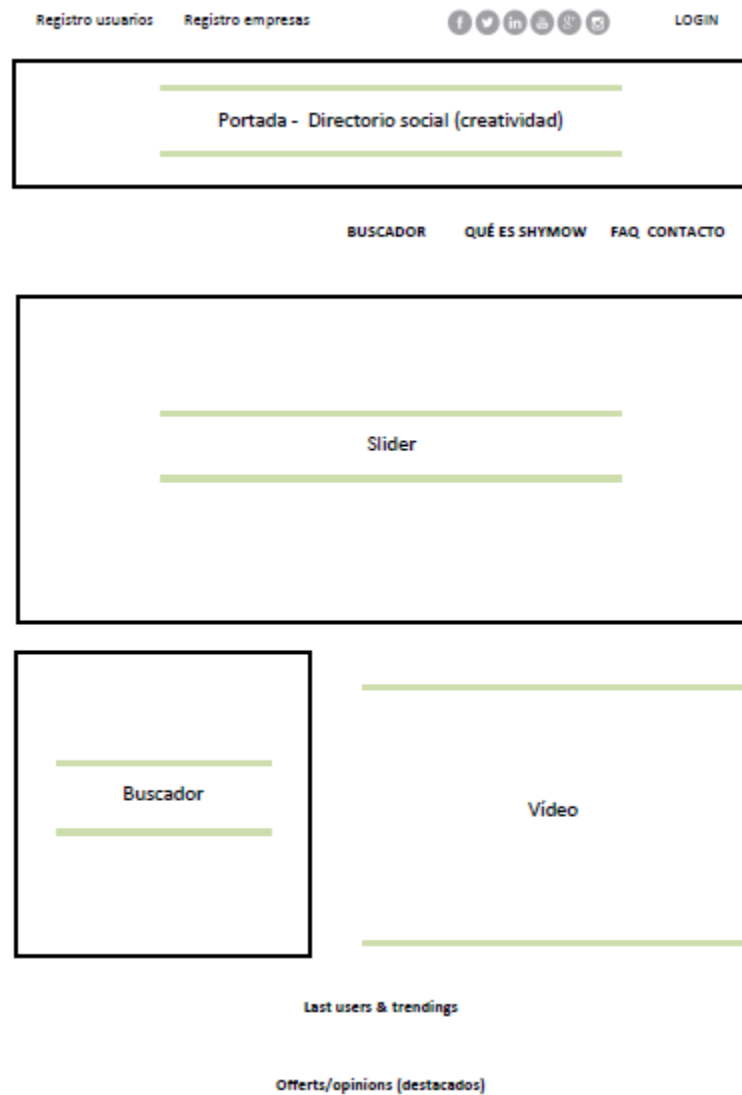 Registro usuarios Registro empresas LOGIN
Portada - Directorio social (creatividad)
BUSCADOR QUÉ ES SHYMOW FAQ CONTACTO
Slider
Buscador
Vídeo
Last users & trendings
Offerts/opinions (destacados)